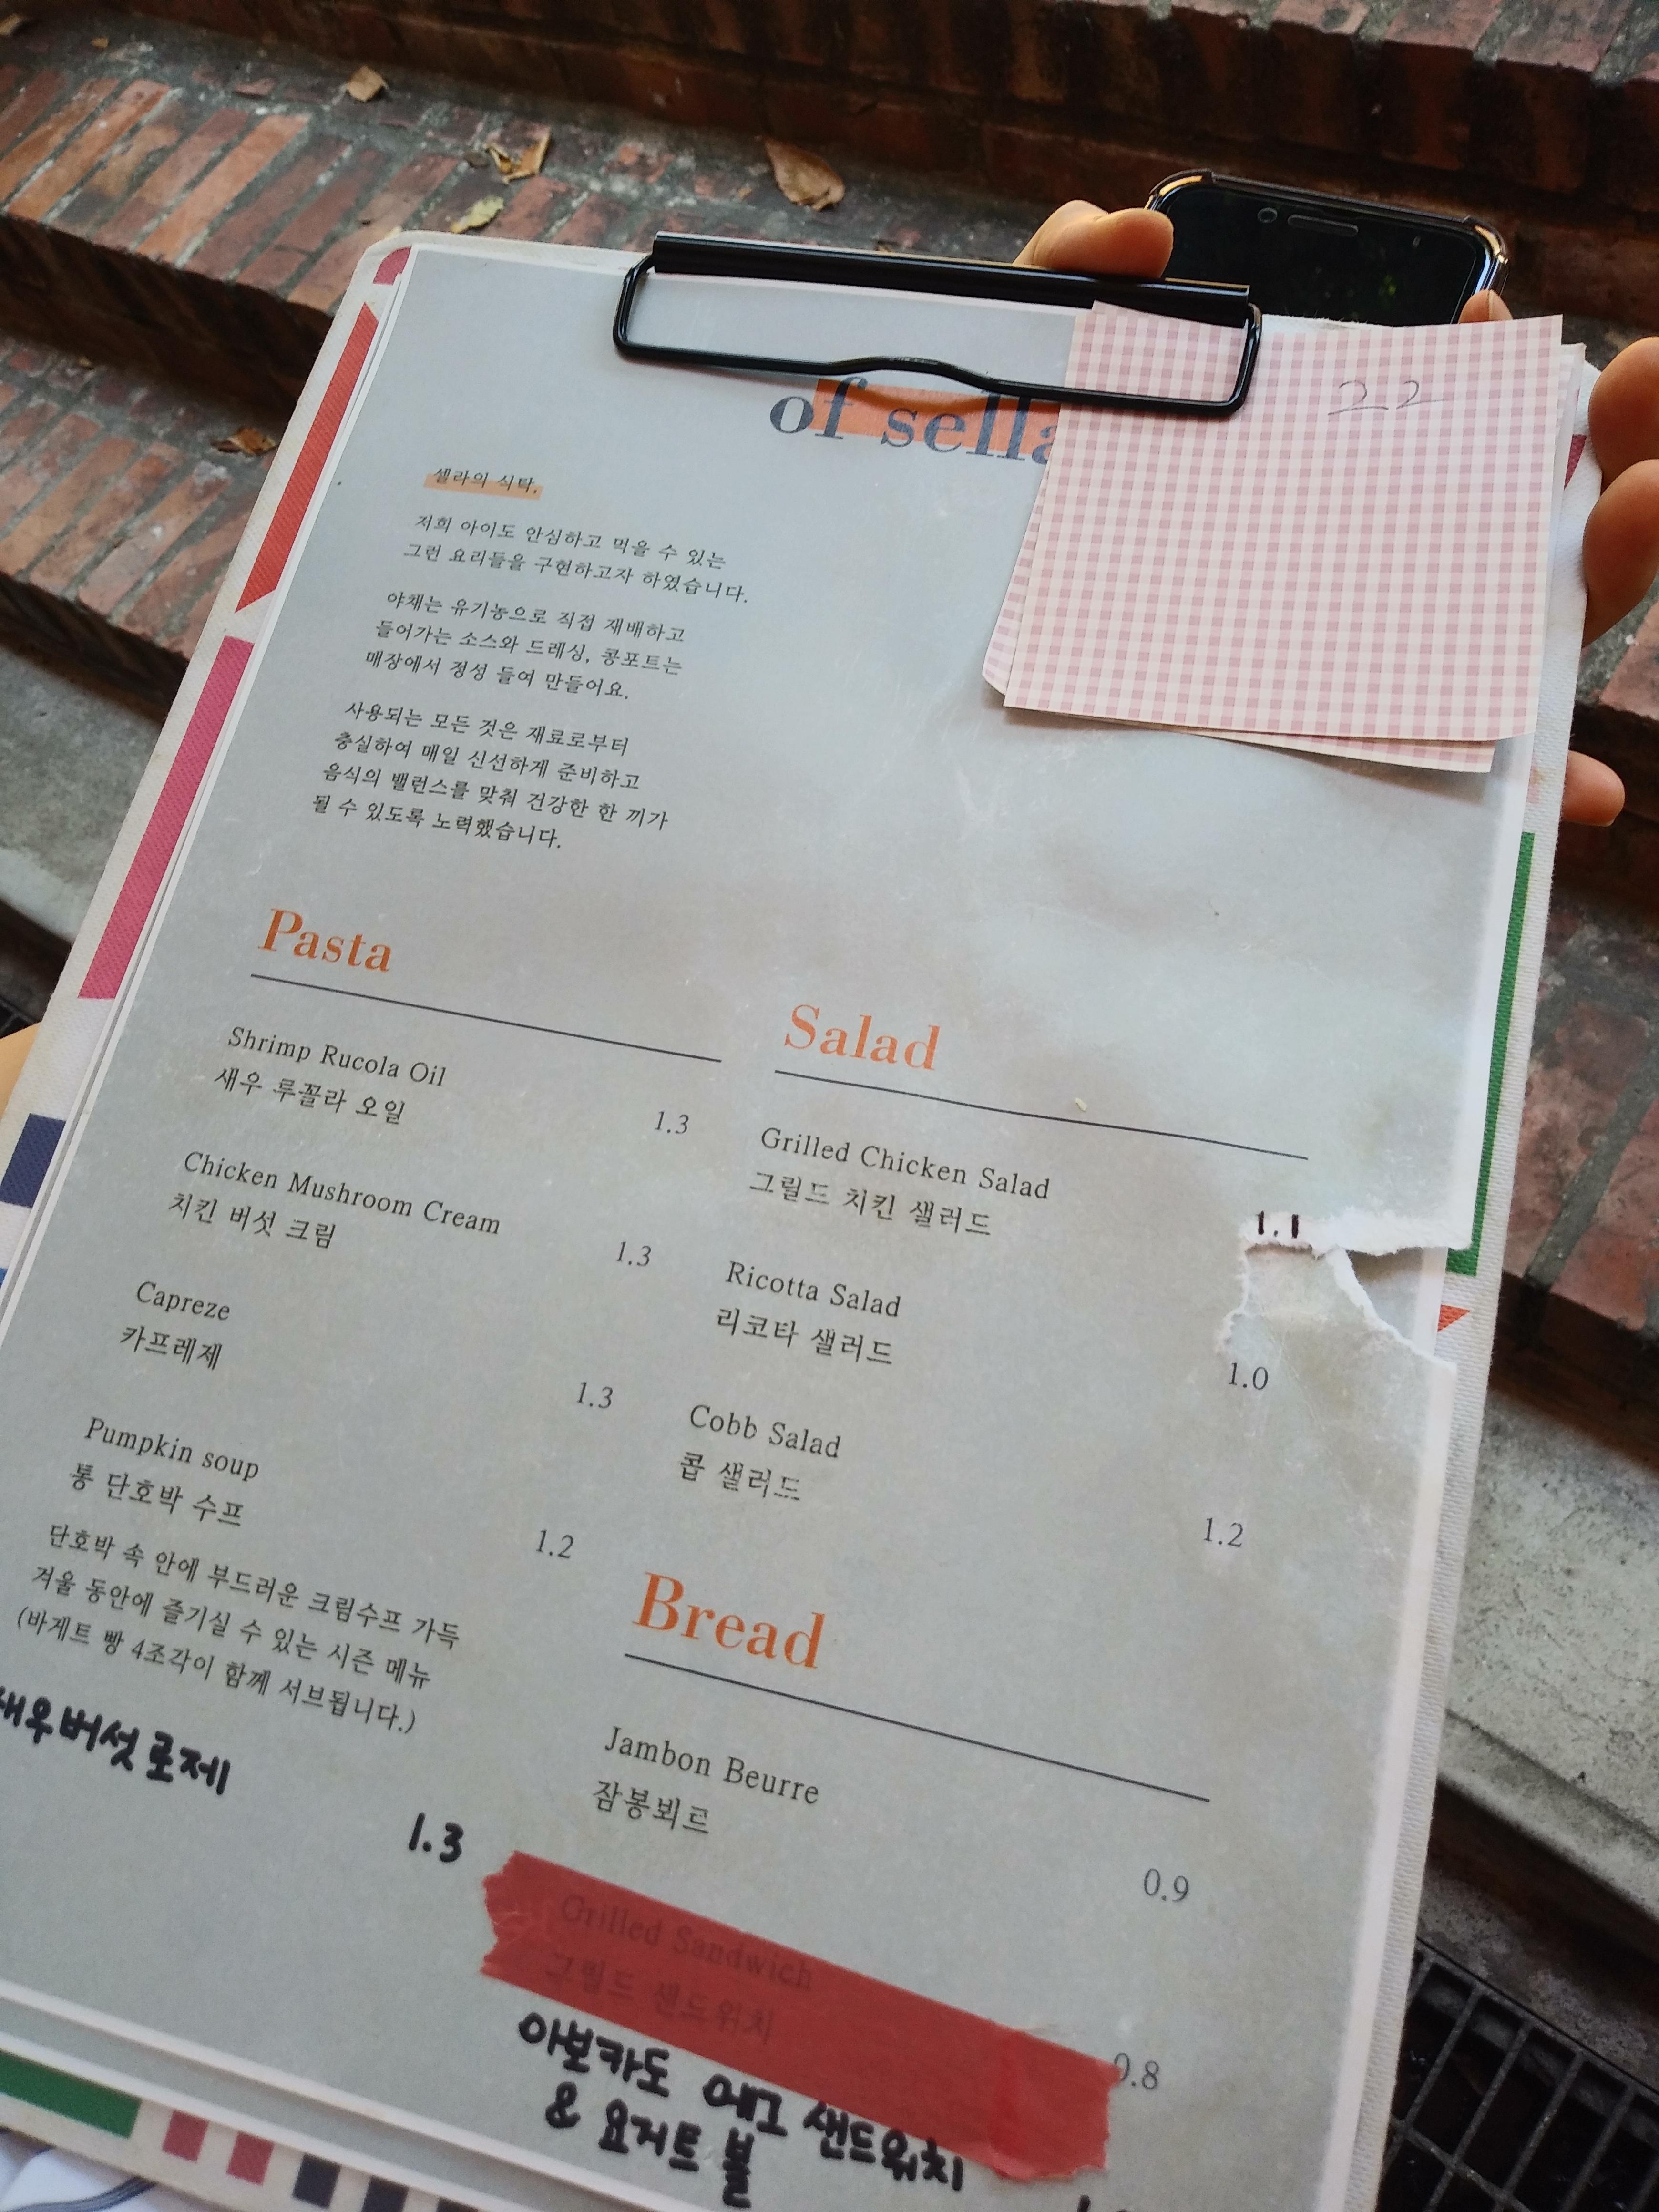 of sella
22
셀라의 식탁.
저희 아이도 안심하고 먹을 수 있는
그런 요리들을 구현하고자 하였습니다.
야채는 유기농으로 직접 재배하고
들어가는 소스와 드레싱, 콩포트는
매장에서 정성 들여 만들어요.
사용되는 모든 것은 재료로부터
충실하여 매일 신선하게 준비하고
음식의 밸런스를 맞춰 건강한 한 끼가
될 수 있도록 노력했습니다.
Pasta
Shrimp Rucola Oil
새우 루꼴라 오일
1.3
Chicken Mushroom Cream
치킨 버섯 크림
1.3
Capreze
카프레제
1.3
Pumpkin soup
통 단호박 수프
1.2
단호박 속 안에 부드러운 크림수프 가득
겨울 동안에 즐기실 수 있는 시즌 메뉴
(바게트 빵 4조각이 함께 서브됩니다.)
새우버섯로제
1.3
Salad
Grilled Chicken Salad
그릴드 치킨 샐러드
1.1
Ricotta Salad
리코타 샐러드
1.0
Cobb Salad
콥 샐러드
1.2
Bread
Jambon Beurre
잠봉뵈르
0.9
Grilled Sandwich
그릴드 샌드위치
0.8
아보카도 에그 샌드위치
& 요거트 볼